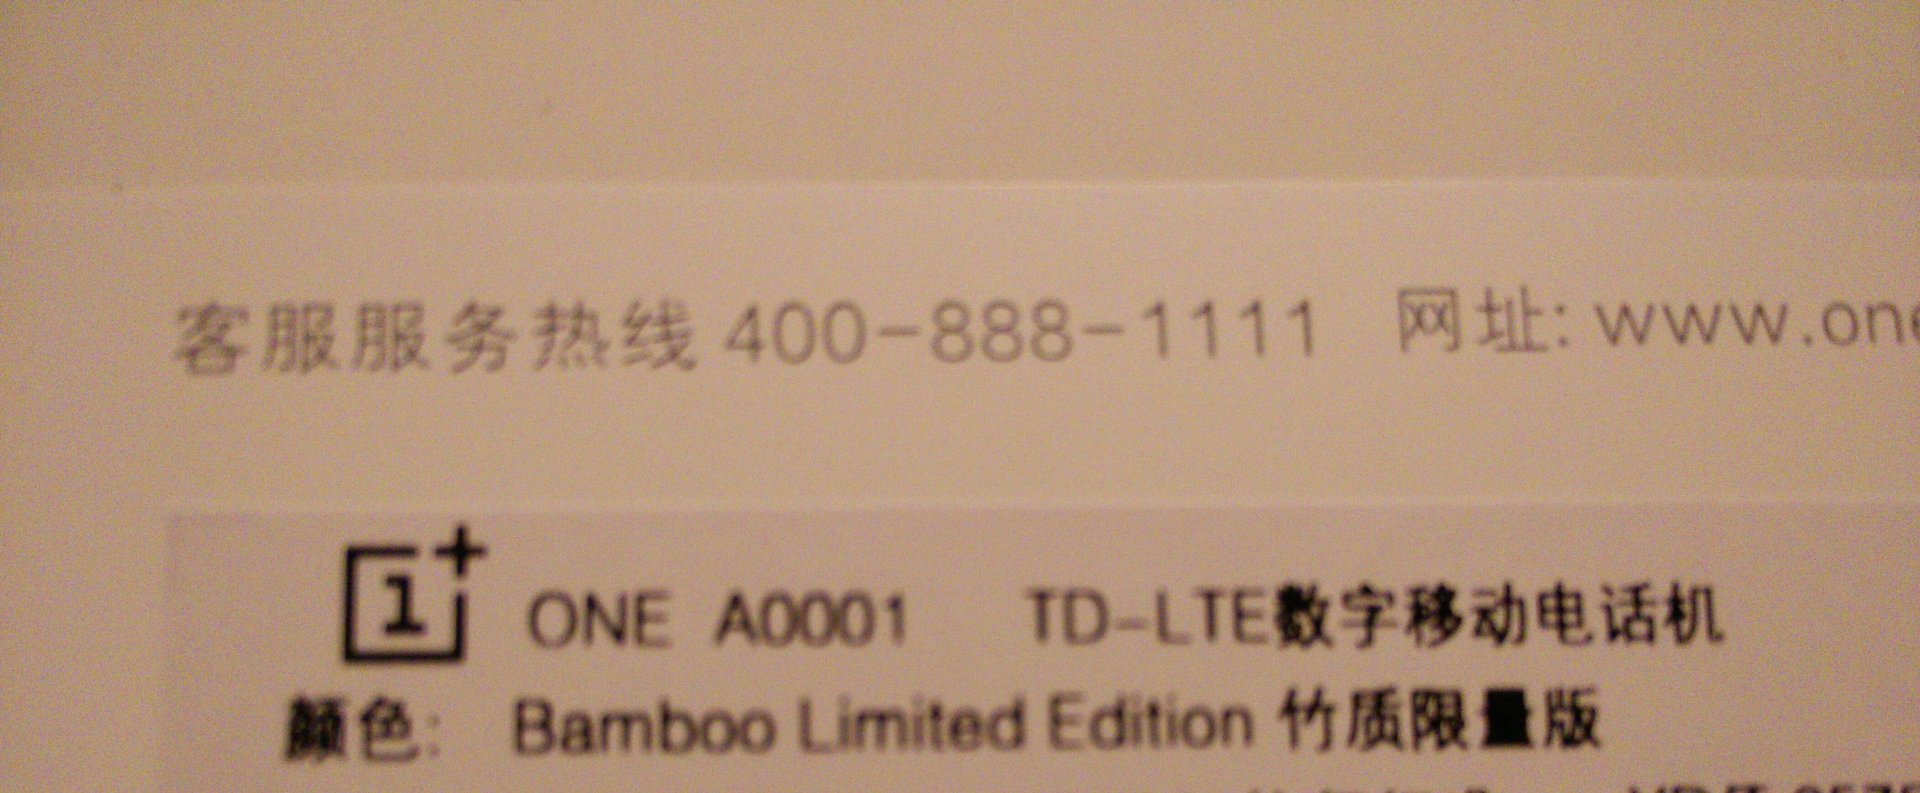 客服服务热线 400-888-1111 网址: www.one
1+ ONE A0001 TD-LTE数字移动电话机
颜色: Bamboo Limited Edition 竹质限量版